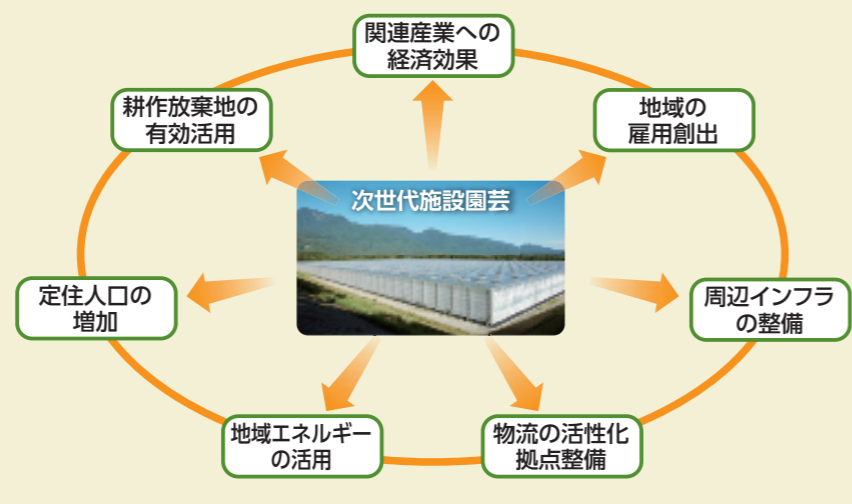 関連産業への
経済効果
耕作放棄地の
有効活用
地域の
雇用創出
次世代施設園芸
定住人口の
増加
周辺インフラ
の整備
地域エネルギー
の活用
物流の活性化
拠点整備